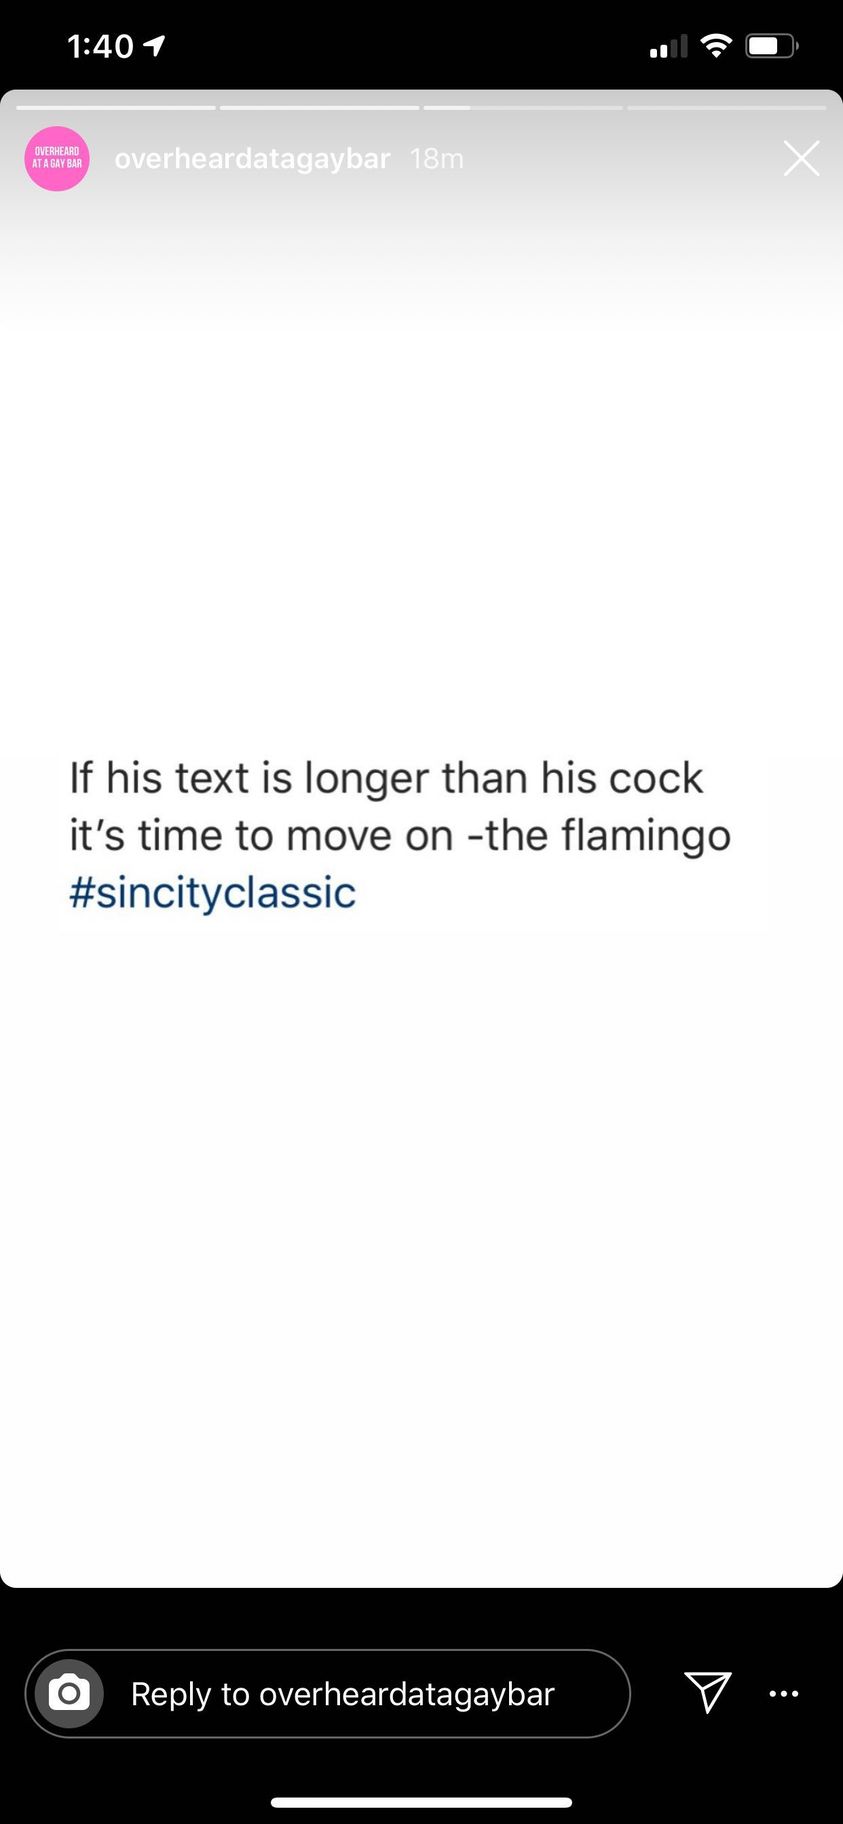 1:40
OVERHEARD
AT A GAY BAR
overheardatagaybar 18m
If his text is longer than his cock
it’s time to move on -the flamingo
#sincityclassic
Reply to overheardatagaybar